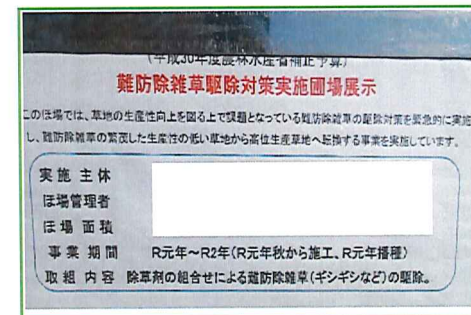 (平成30年度農林水産省補正予算)
難防除雑草駆除対策実施圃場展示
このほ場では、草地の生産性向上を図る上で課題となっている難防除雑草の駆除対策を緊急的に実施
し、難防除雑草の繁茂した生産性の低い草地から高位生産草地へ転換する事業を実施しています。
実施主体
ほ場管理者
ほ場面積
事業期間 R元年～R2年(R元年秋から施工、R元年播種)
取組内容 除草剤の組合せによる難防除雑草(ギシギシなど)の駆除。